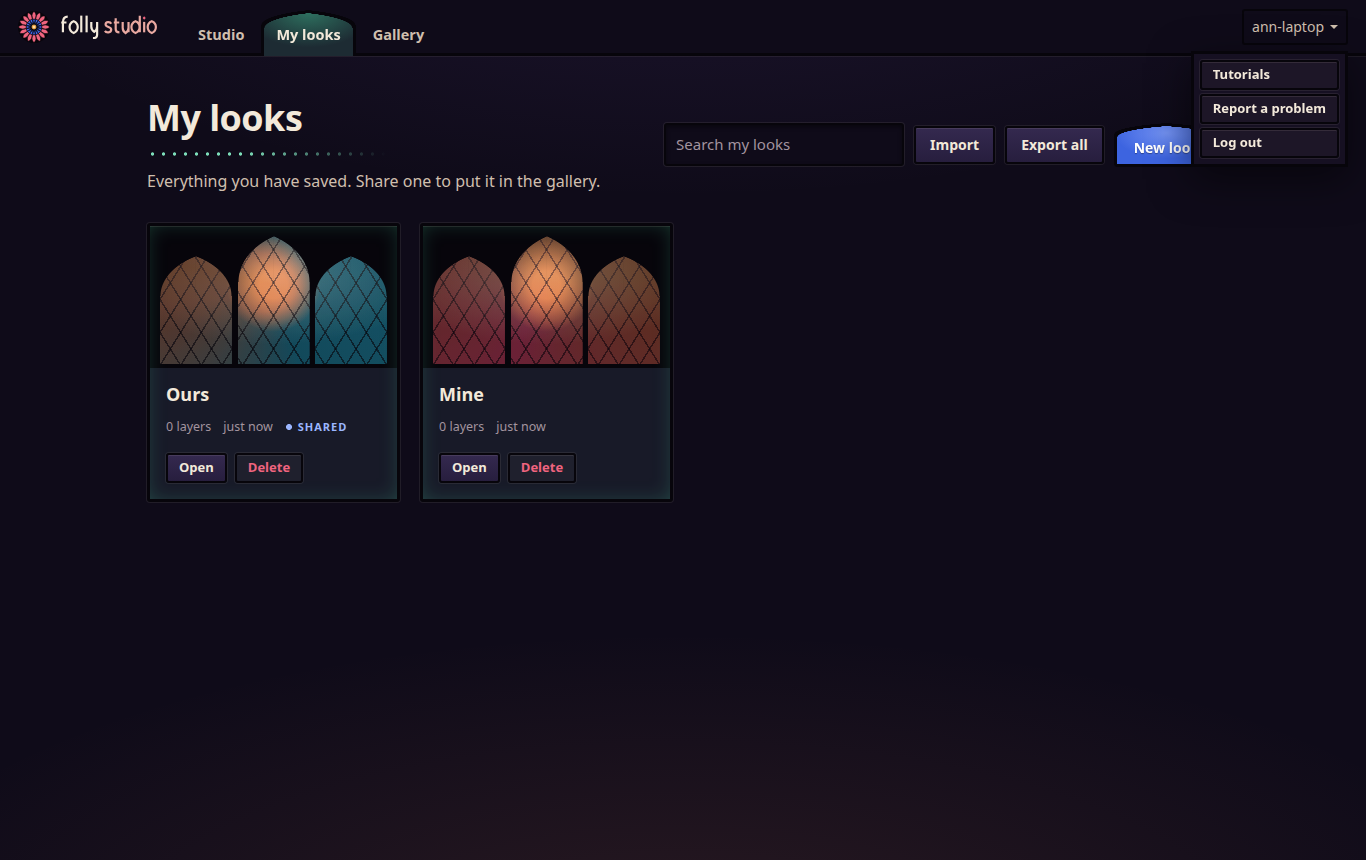 folly studio
Studio
My looks
Gallery
ann-laptop
Tutorials
Report a problem
Log out
My looks
Search my looks
Import
Export all
New loo
Everything you have saved. Share one to put it in the gallery.
Ours
0 layers just now SHARED
Open
Delete
Mine
0 layers just now
Open
Delete